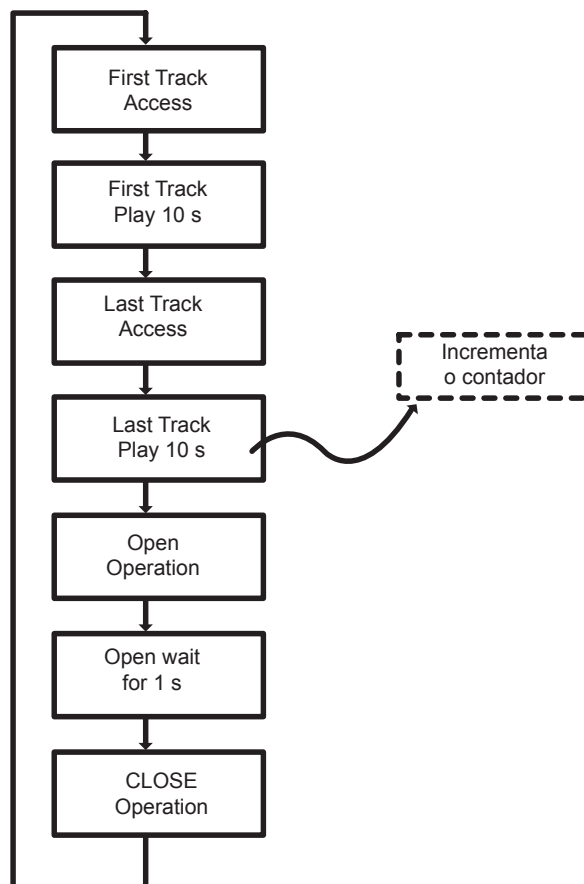 First Track
Access
First Track
Play 10 s
Last Track
Access
Incrementa
o contador
Last Track
Play 10 s
Open
Operation
Open wait
for 1 s
CLOSE
Operation